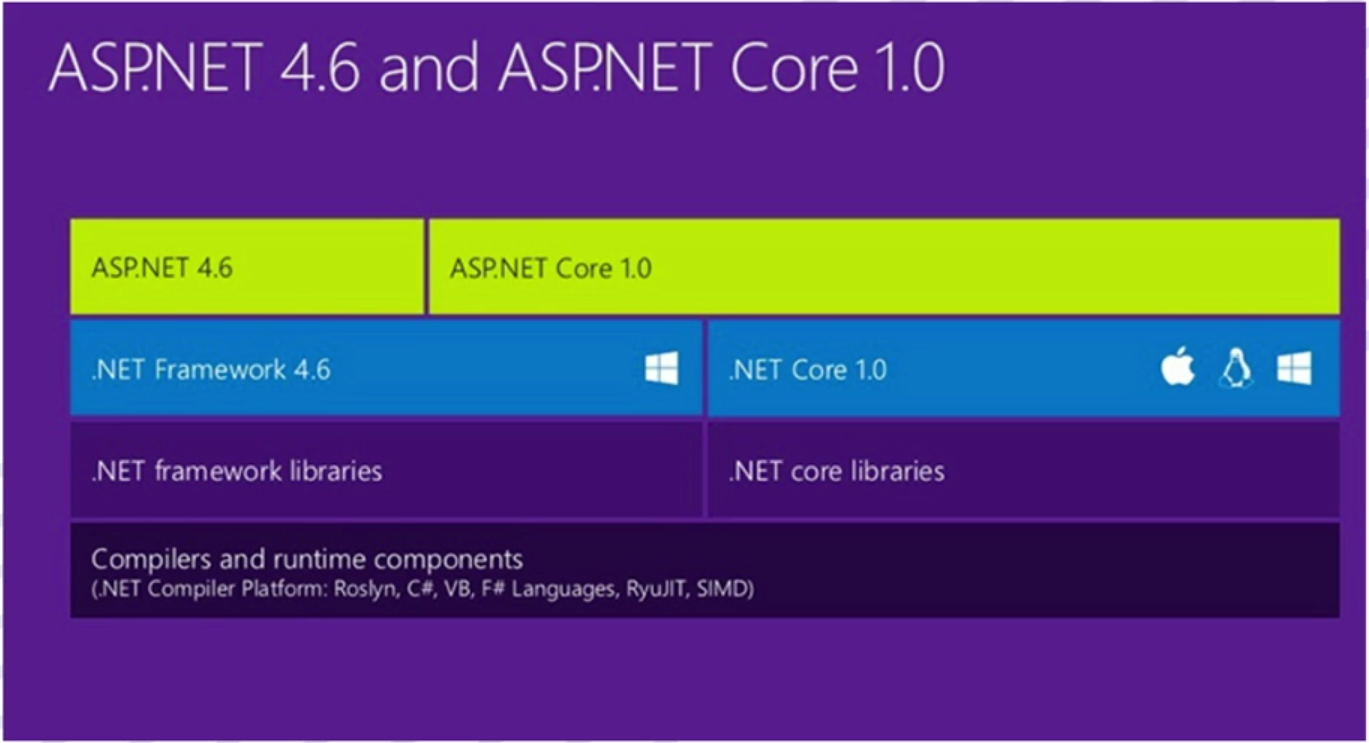 ASP.NET 4.6 and ASP.NET Core 1.0
ASP.NET 4.6
ASP.NET Core 1.0
.NET Framework 4.6
.NET Core 1.0
.NET framework libraries
.NET core libraries
Compilers and runtime components
(.NET Compiler Platform: Roslyn, C#, VB, F# Languages, RyuJIT, SIMD)